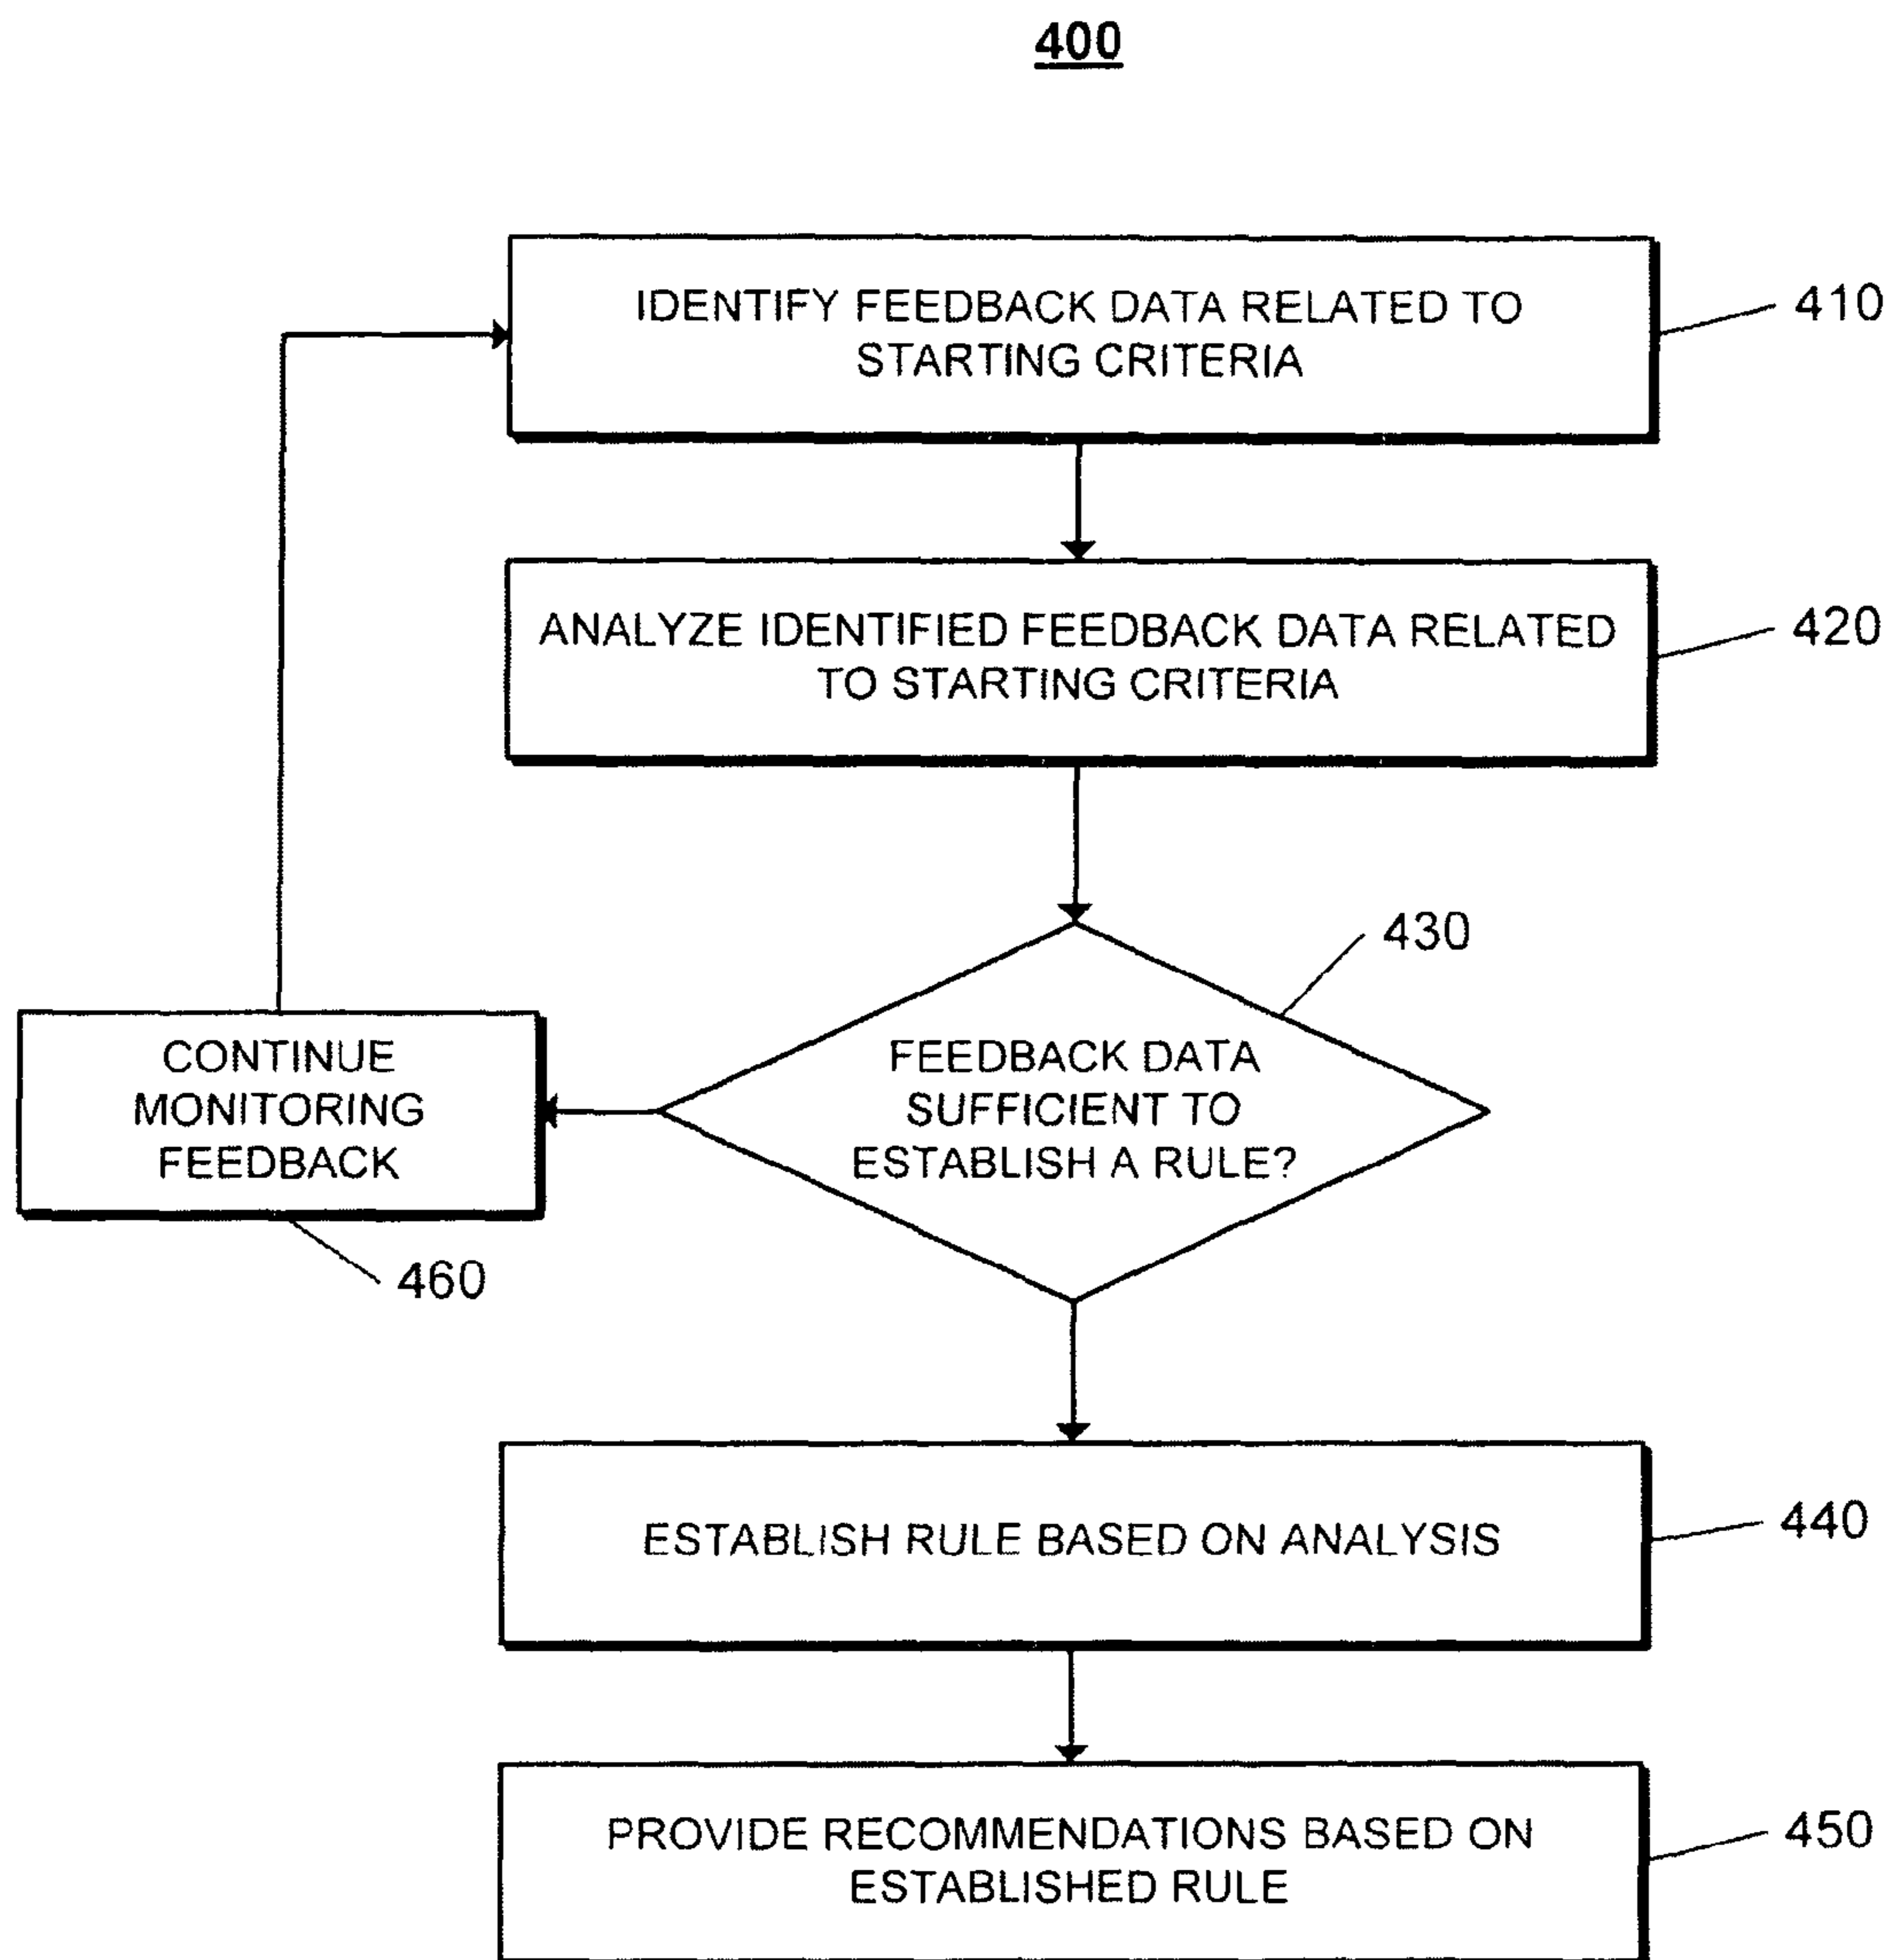 400
IDENTIFY FEEDBACK DATA RELATED TO
STARTING CRITERIA
410
ANALYZE IDENTIFIED FEEDBACK DATA RELATED
TO STARTING CRITERIA
420
430
FEEDBACK DATA
SUFFICIENT TO
ESTABLISH A RULE?
CONTINUE
MONITORING
FEEDBACK
460
ESTABLISH RULE BASED ON ANALYSIS
440
PROVIDE RECOMMENDATIONS BASED ON
ESTABLISHED RULE
450